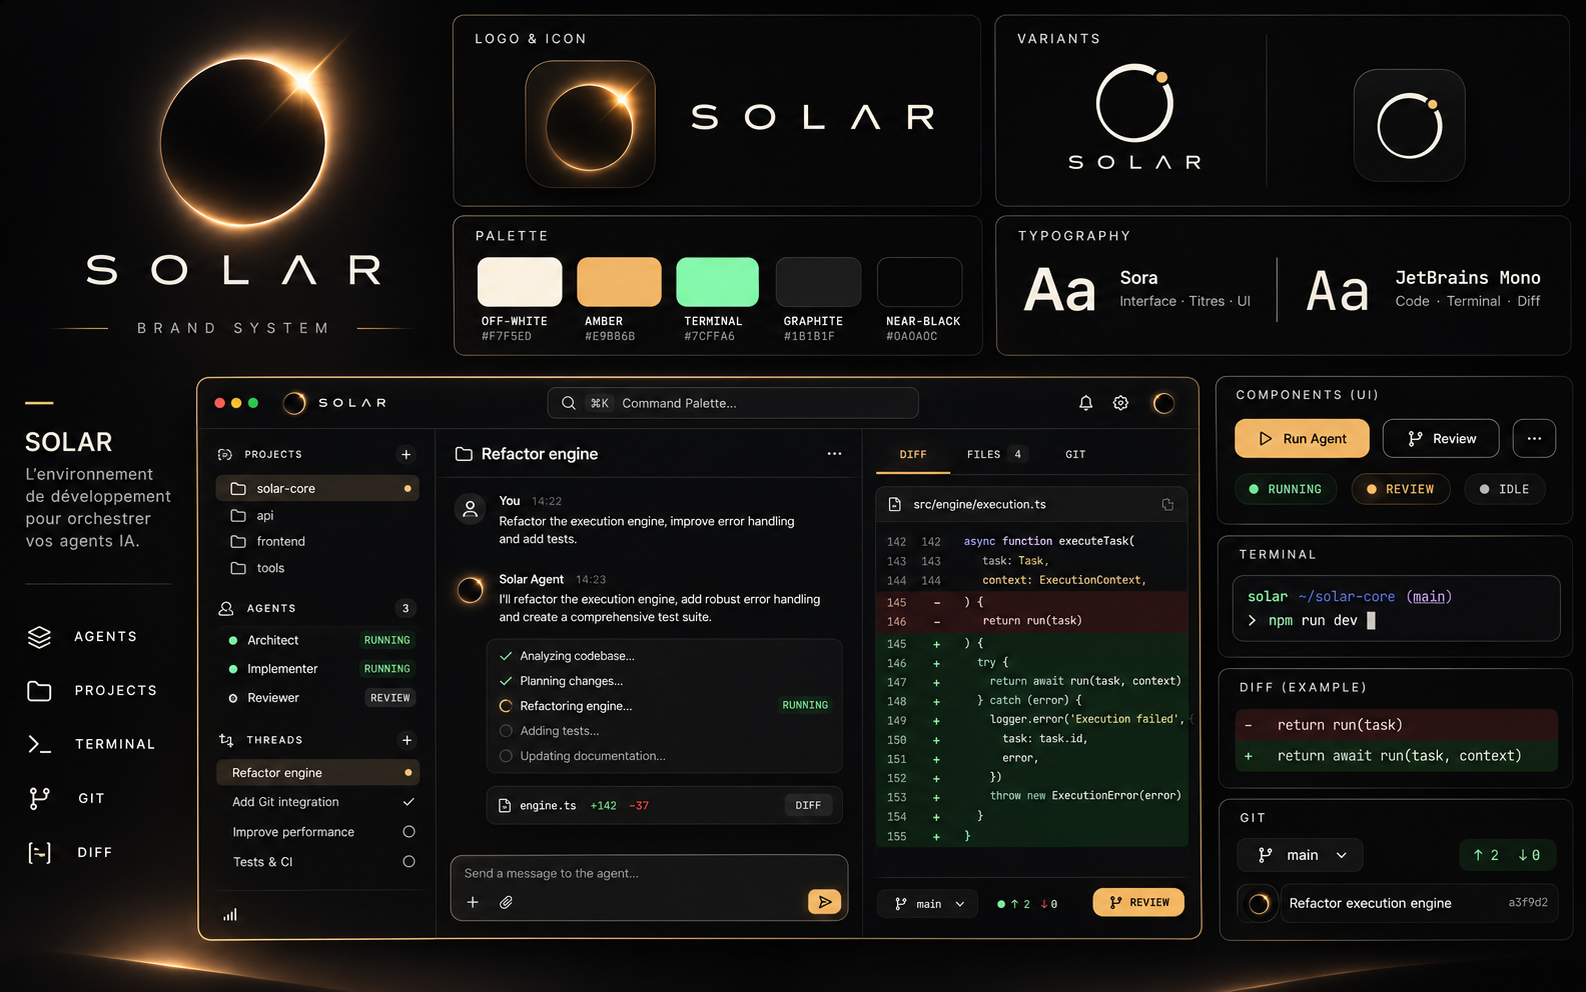 SOLAR
BRAND SYSTEM
LOGO & ICON
SOLAR
VARIANTS
SOLAR
PALETTE
OFF-WHITE
#F7F5ED
AMBER
#E9B86B
TERMINAL
#7CFFA6
GRAPHITE
#1B1B1F
NEAR-BLACK
#0A0A0C
TYPOGRAPHY
Aa
Sora
Interface · Titres · UI
Aa
JetBrains Mono
Code · Terminal · Diff
SOLAR
L'environnement
de développement
pour orchestrer
vos agents IA.
AGENTS
PROJECTS
TERMINAL
GIT
DIFF
SOLAR
⌘K Command Palette...
PROJECTS +
solar-core
api
frontend
tools
AGENTS 3
Architect RUNNING
Implementer RUNNING
Reviewer REVIEW
THREADS +
Refactor engine
Add Git integration
Improve performance
Tests & CI
Refactor engine
You 14:22
Refactor the execution engine, improve error handling
and add tests.
Solar Agent 14:23
I'll refactor the execution engine, add robust error handling
and create a comprehensive test suite.
Analyzing codebase...
Planning changes...
Refactoring engine... RUNNING
Adding tests...
Updating documentation...
engine.ts +142 -37 DIFF
Send a message to the agent...
DIFF FILES 4 GIT
src/engine/execution.ts
142 142 async function executeTask(
143 143 task: Task,
144 144 context: ExecutionContext,
145 - ) {
146 - return run(task)
145 + ) {
146 + try {
147 + return await run(task, context)
148 + } catch (error) {
149 + logger.error('Execution failed', {
150 + task: task.id,
151 + error,
152 + })
153 + throw new ExecutionError(error)
154 + }
155 + }
main ↑ 2 ↓ 0 REVIEW
COMPONENTS (UI)
Run Agent
Review
...
RUNNING
REVIEW
IDLE
TERMINAL
solar ~/solar-core (main)
> npm run dev
DIFF (EXAMPLE)
- return run(task)
+ return await run(task, context)
GIT
main ↑ 2 ↓ 0
Refactor execution engine a3f9d2